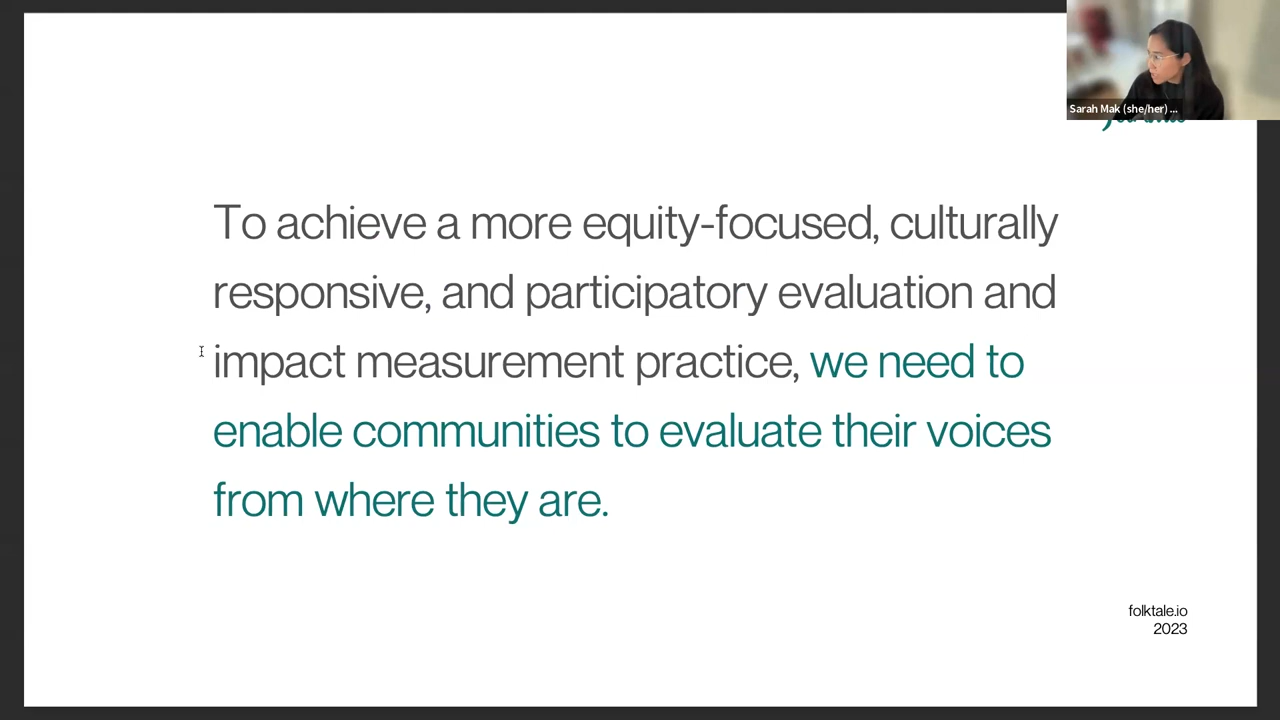 Sarah Mak (she/her) ...
To achieve a more equity-focused, culturally
responsive, and participatory evaluation and
impact measurement practice, we need to
enable communities to evaluate their voices
from where they are.
folktale.io
2023